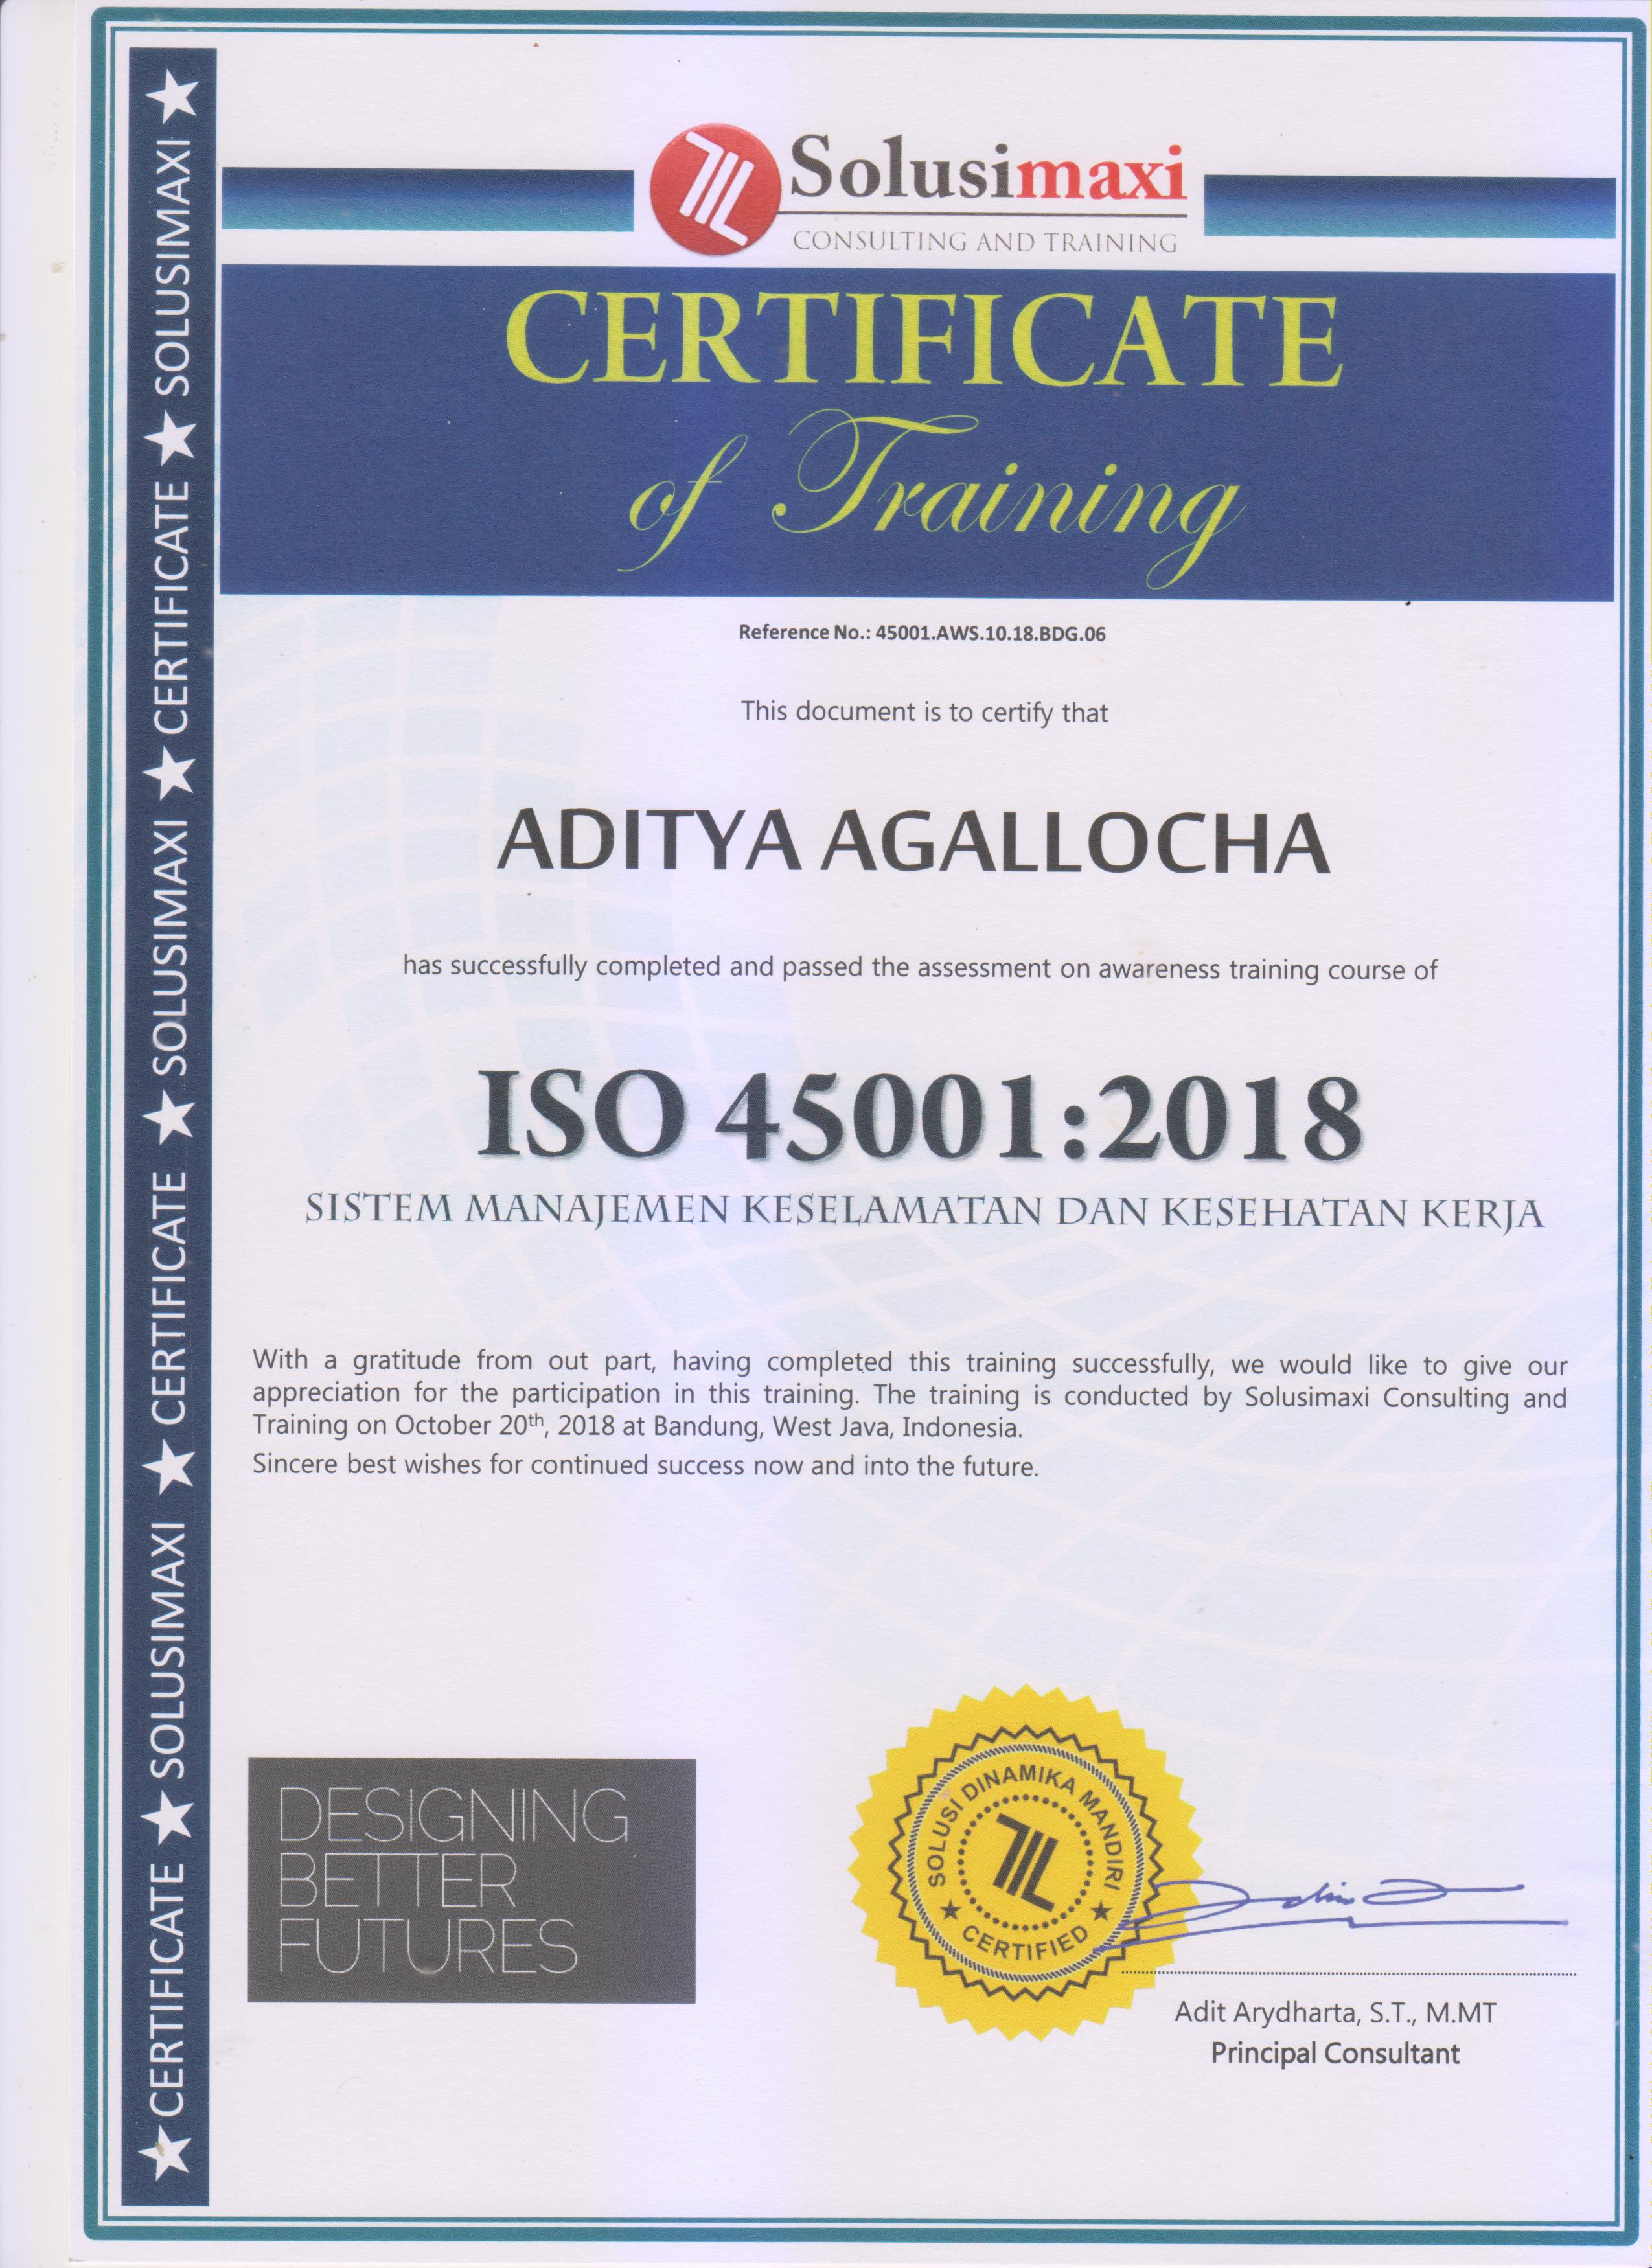 Solusimaxi
CONSULTING AND TRAINING
CERTIFICATE
of Training
Reference No.: 45001.AWS.10.18.BDG.06
This document is to certify that
ADITYA AGALLOCHA
has successfully completed and passed the assessment on awareness training course of
ISO 45001:2018
SISTEM MANAJEMEN KESELAMATAN DAN KESEHATAN KERJA
With a gratitude from out part, having completed this training successfully, we would like to give our
appreciation for the participation in this training. The training is conducted by Solusimaxi Consulting and
Training on October 20th, 2018 at Bandung, West Java, Indonesia.
Sincere best wishes for continued success now and into the future.
DESIGNING
BETTER
FUTURES
SOLUSI DINAMIKA MANDIRI
★ CERTIFIED ★
Adit Arydharta, S.T., M.MT
Principal Consultant
★ CERTIFICATE ★ SOLUSIMAXI ★ CERTIFICATE ★ SOLUSIMAXI ★ CERTIFICATE ★ SOLUSIMAXI ★